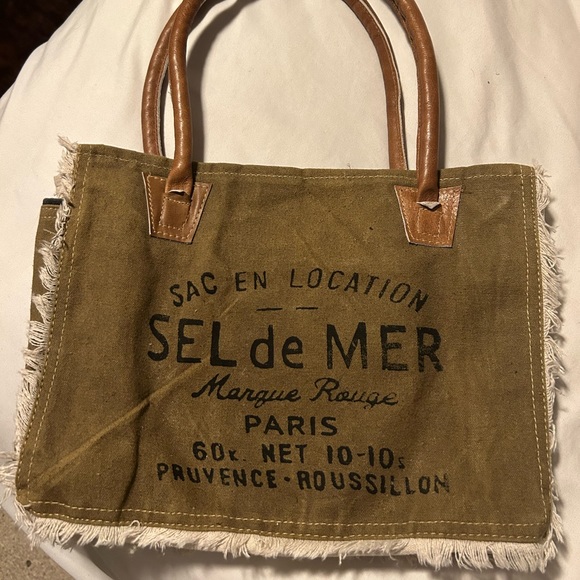 SAC EN LOCATION
SEL de MER
Marque Rouge
PARIS
60K. NET 10-10s
PRUVENCE-ROUSSILLON